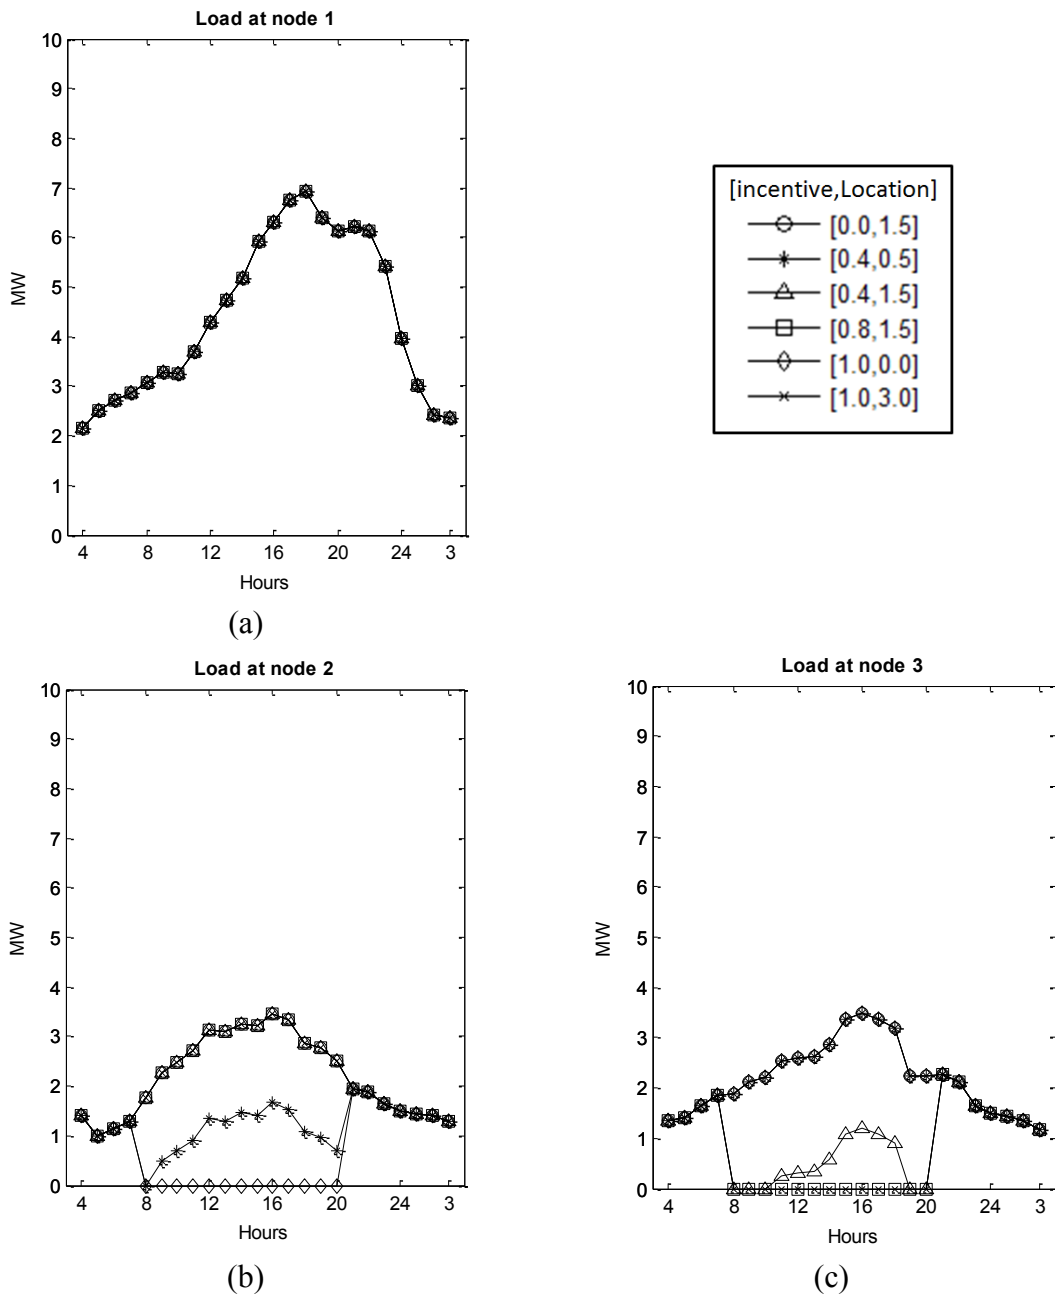 Load at node 1
10
9
8
7
6
5
4
3
2
1
0
MW
4 8 12 16 20 24 3
Hours
(a)
[incentive,Location]
[0.0,1.5]
[0.4,0.5]
[0.4,1.5]
[0.8,1.5]
[1.0,0.0]
[1.0,3.0]
Load at node 2
10
9
8
7
6
5
4
3
2
1
0
MW
4 8 12 16 20 24 3
Hours
(b)
Load at node 3
10
9
8
7
6
5
4
3
2
1
0
MW
4 8 12 16 20 24 3
Hours
(c)